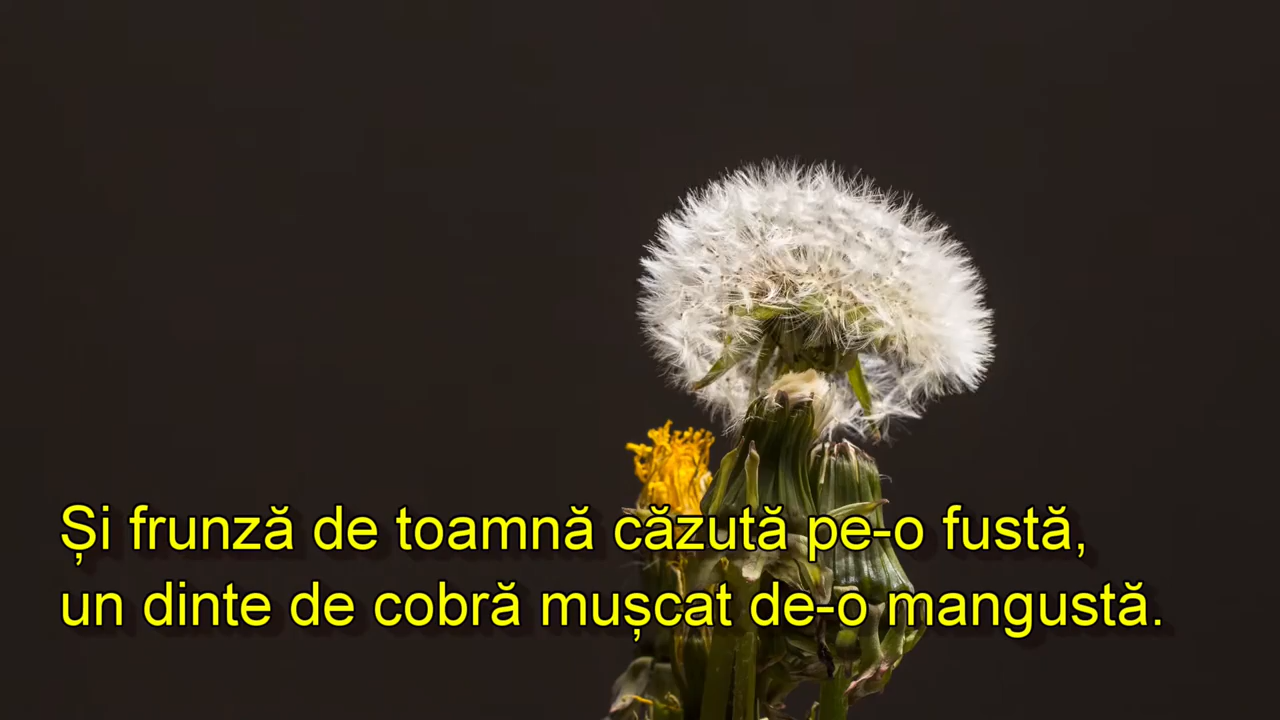 Și frunză de toamnă căzută pe-o fustă,
un dinte de cobră mușcat de-o mangustă.